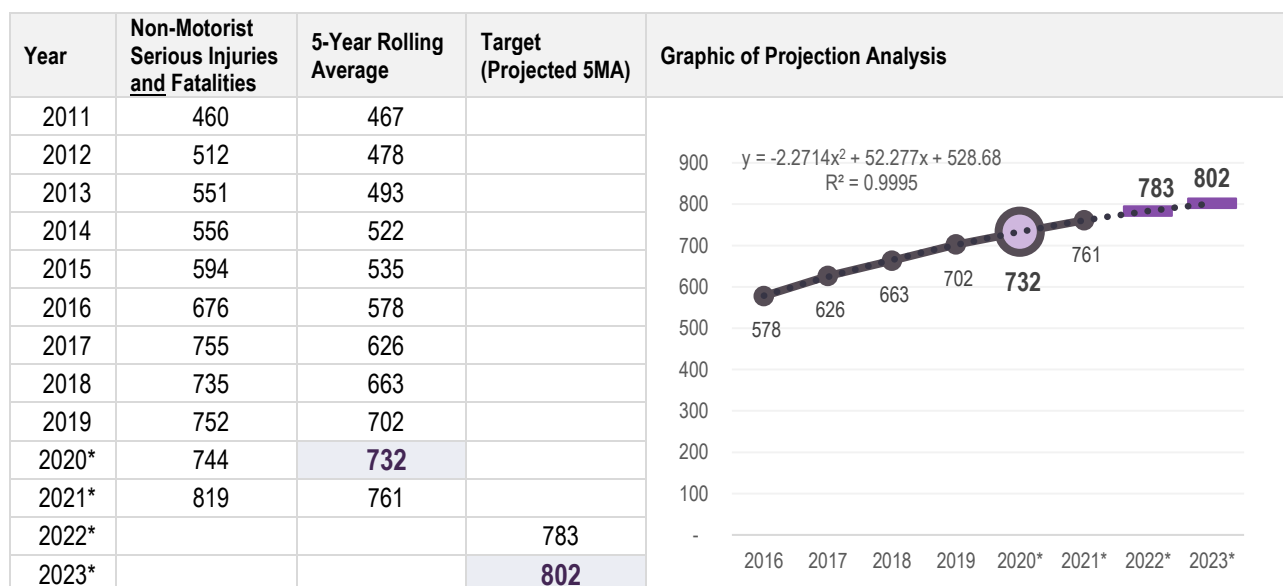 Year
Non-Motorist
Serious Injuries
and Fatalities
5-Year Rolling
Average
Target
(Projected 5MA)
Graphic of Projection Analysis
2011 460 467
2012 512 478
2013 551 493
2014 556 522
2015 594 535
2016 676 578
2017 755 626
2018 735 663
2019 752 702
2020* 744 732
2021* 819 761
2022* 783
2023* 802
y = -2.2714x² + 52.277x + 528.68
R² = 0.9995
900
800
700
600
500
400
300
200
100
-
578
626
663
702
732
761
783
802
2016 2017 2018 2019 2020* 2021* 2022* 2023*